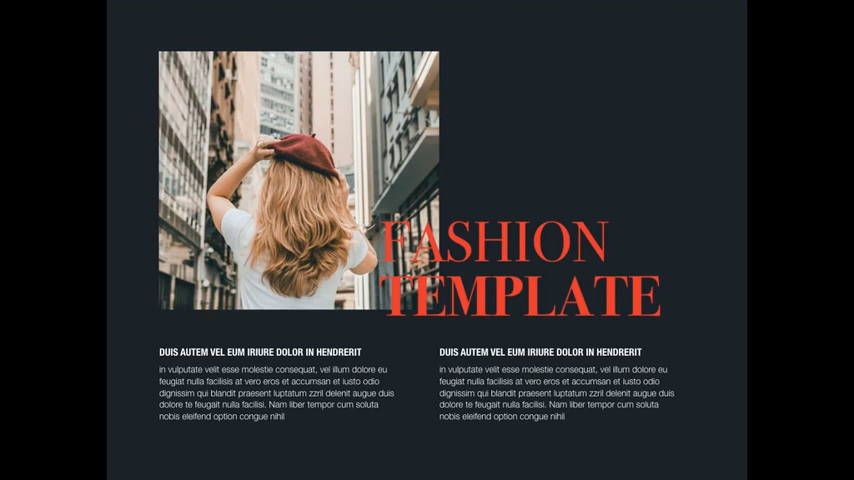 FASHION
TEMPLATE
DUIS AUTEM VEL EUM IRIURE DOLOR IN HENDRERIT
in vulputate velit esse molestie consequat, vel illum dolore eu
feugiat nulla facilisis at vero eros et accumsan et iusto odio
dignissim qui blandit praesent luptatum zzril delenit augue duis
dolore te feugait nulla facilisi. Nam liber tempor cum soluta
nobis eleifend option congue nihil
DUIS AUTEM VEL EUM IRIURE DOLOR IN HENDRERIT
in vulputate velit esse molestie consequat, vel illum dolore eu
feugiat nulla facilisis at vero eros et accumsan et iusto odio
dignissim qui blandit praesent luptatum zzril delenit augue duis
dolore te feugait nulla facilisi. Nam liber tempor cum soluta
nobis eleifend option congue nihil